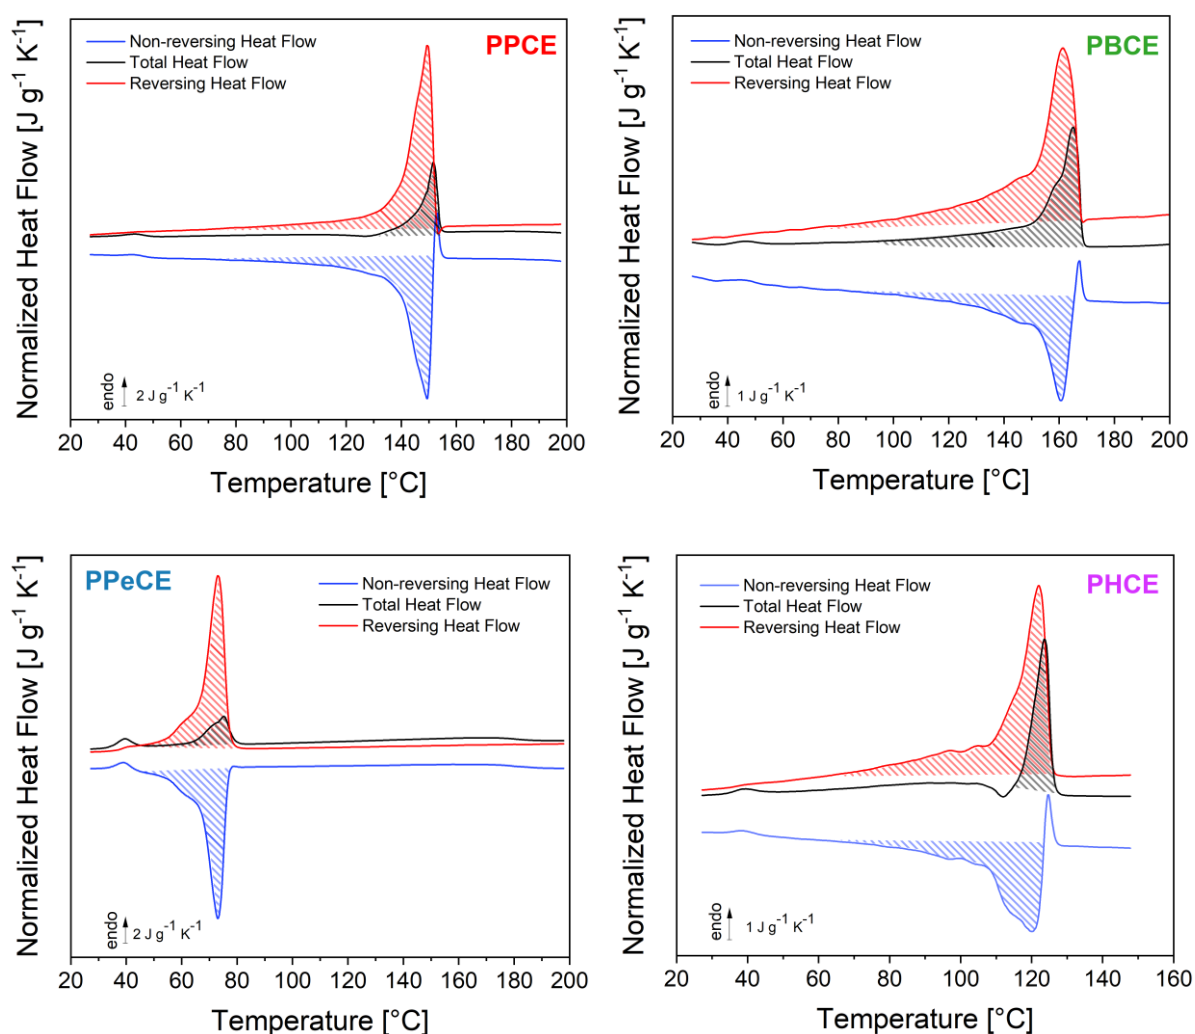 Non-reversing Heat Flow
Total Heat Flow
Reversing Heat Flow
PPCE
Normalized Heat Flow [J g⁻¹ K⁻¹]
endo
2 J g⁻¹ K⁻¹
20 40 60 80 100 120 140 160 180 200
Temperature [°C]
Non-reversing Heat Flow
Total Heat Flow
Reversing Heat Flow
PBCE
Normalized Heat Flow [J g⁻¹ K⁻¹]
endo
1 J g⁻¹ K⁻¹
20 40 60 80 100 120 140 160 180 200
Temperature [°C]
PPeCE
Non-reversing Heat Flow
Total Heat Flow
Reversing Heat Flow
Normalized Heat Flow [J g⁻¹ K⁻¹]
endo
2 J g⁻¹ K⁻¹
20 40 60 80 100 120 140 160 180 200
Temperature [°C]
Non-reversing Heat Flow
Total Heat Flow
Reversing Heat Flow
PHCE
Normalized Heat Flow [J g⁻¹ K⁻¹]
endo
1 J g⁻¹ K⁻¹
20 40 60 80 100 120 140 160
Temperature [°C]